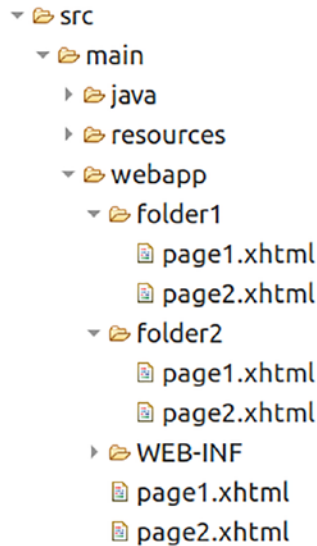 src
main
java
resources
webapp
folder1
page1.xhtml
page2.xhtml
folder2
page1.xhtml
page2.xhtml
WEB-INF
page1.xhtml
page2.xhtml